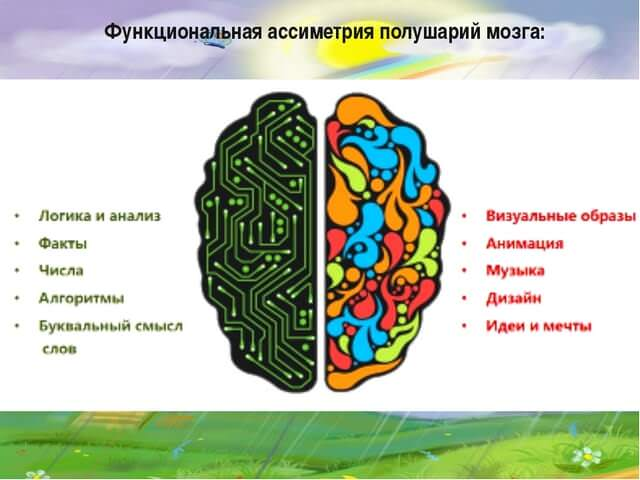 Функциональная ассиметрия полушарий мозга:
• Логика и анализ
• Факты
• Числа
• Алгоритмы
• Буквальный смысл
слов
• Визуальные образы
• Анимация
• Музыка
• Дизайн
• Идеи и мечты